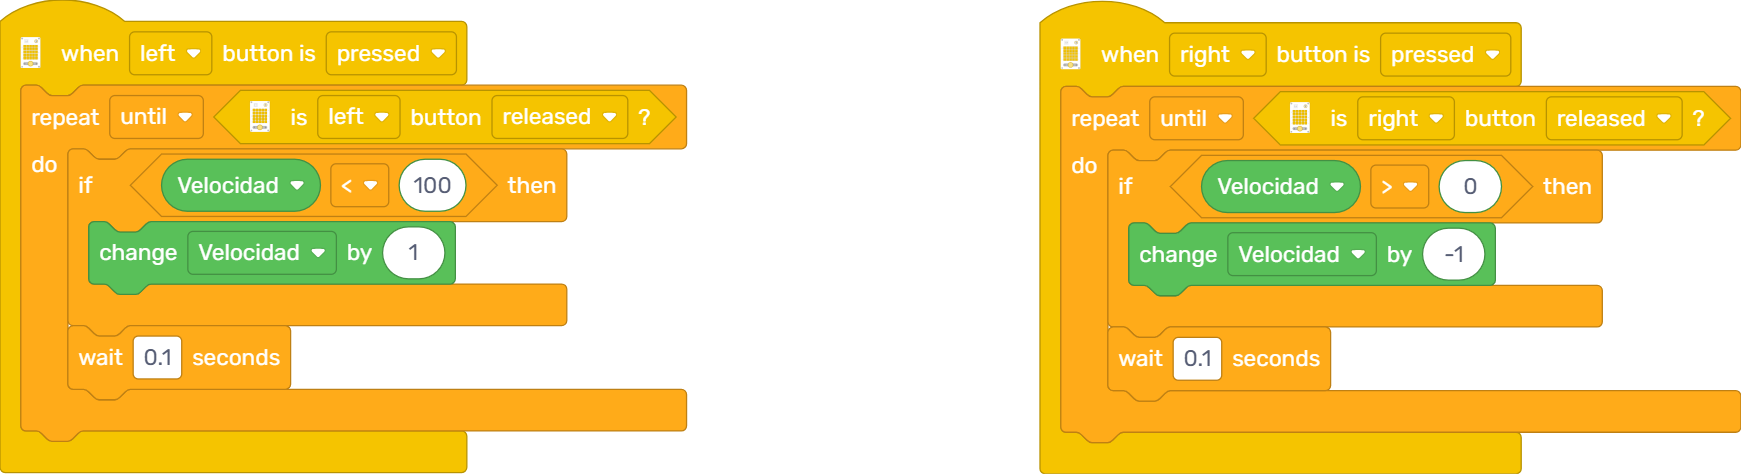 when left button is pressed
repeat until is left button released ?
do if Velocidad < 100 then
change Velocidad by 1
wait 0.1 seconds
when right button is pressed
repeat until is right button released ?
do if Velocidad > 0 then
change Velocidad by -1
wait 0.1 seconds